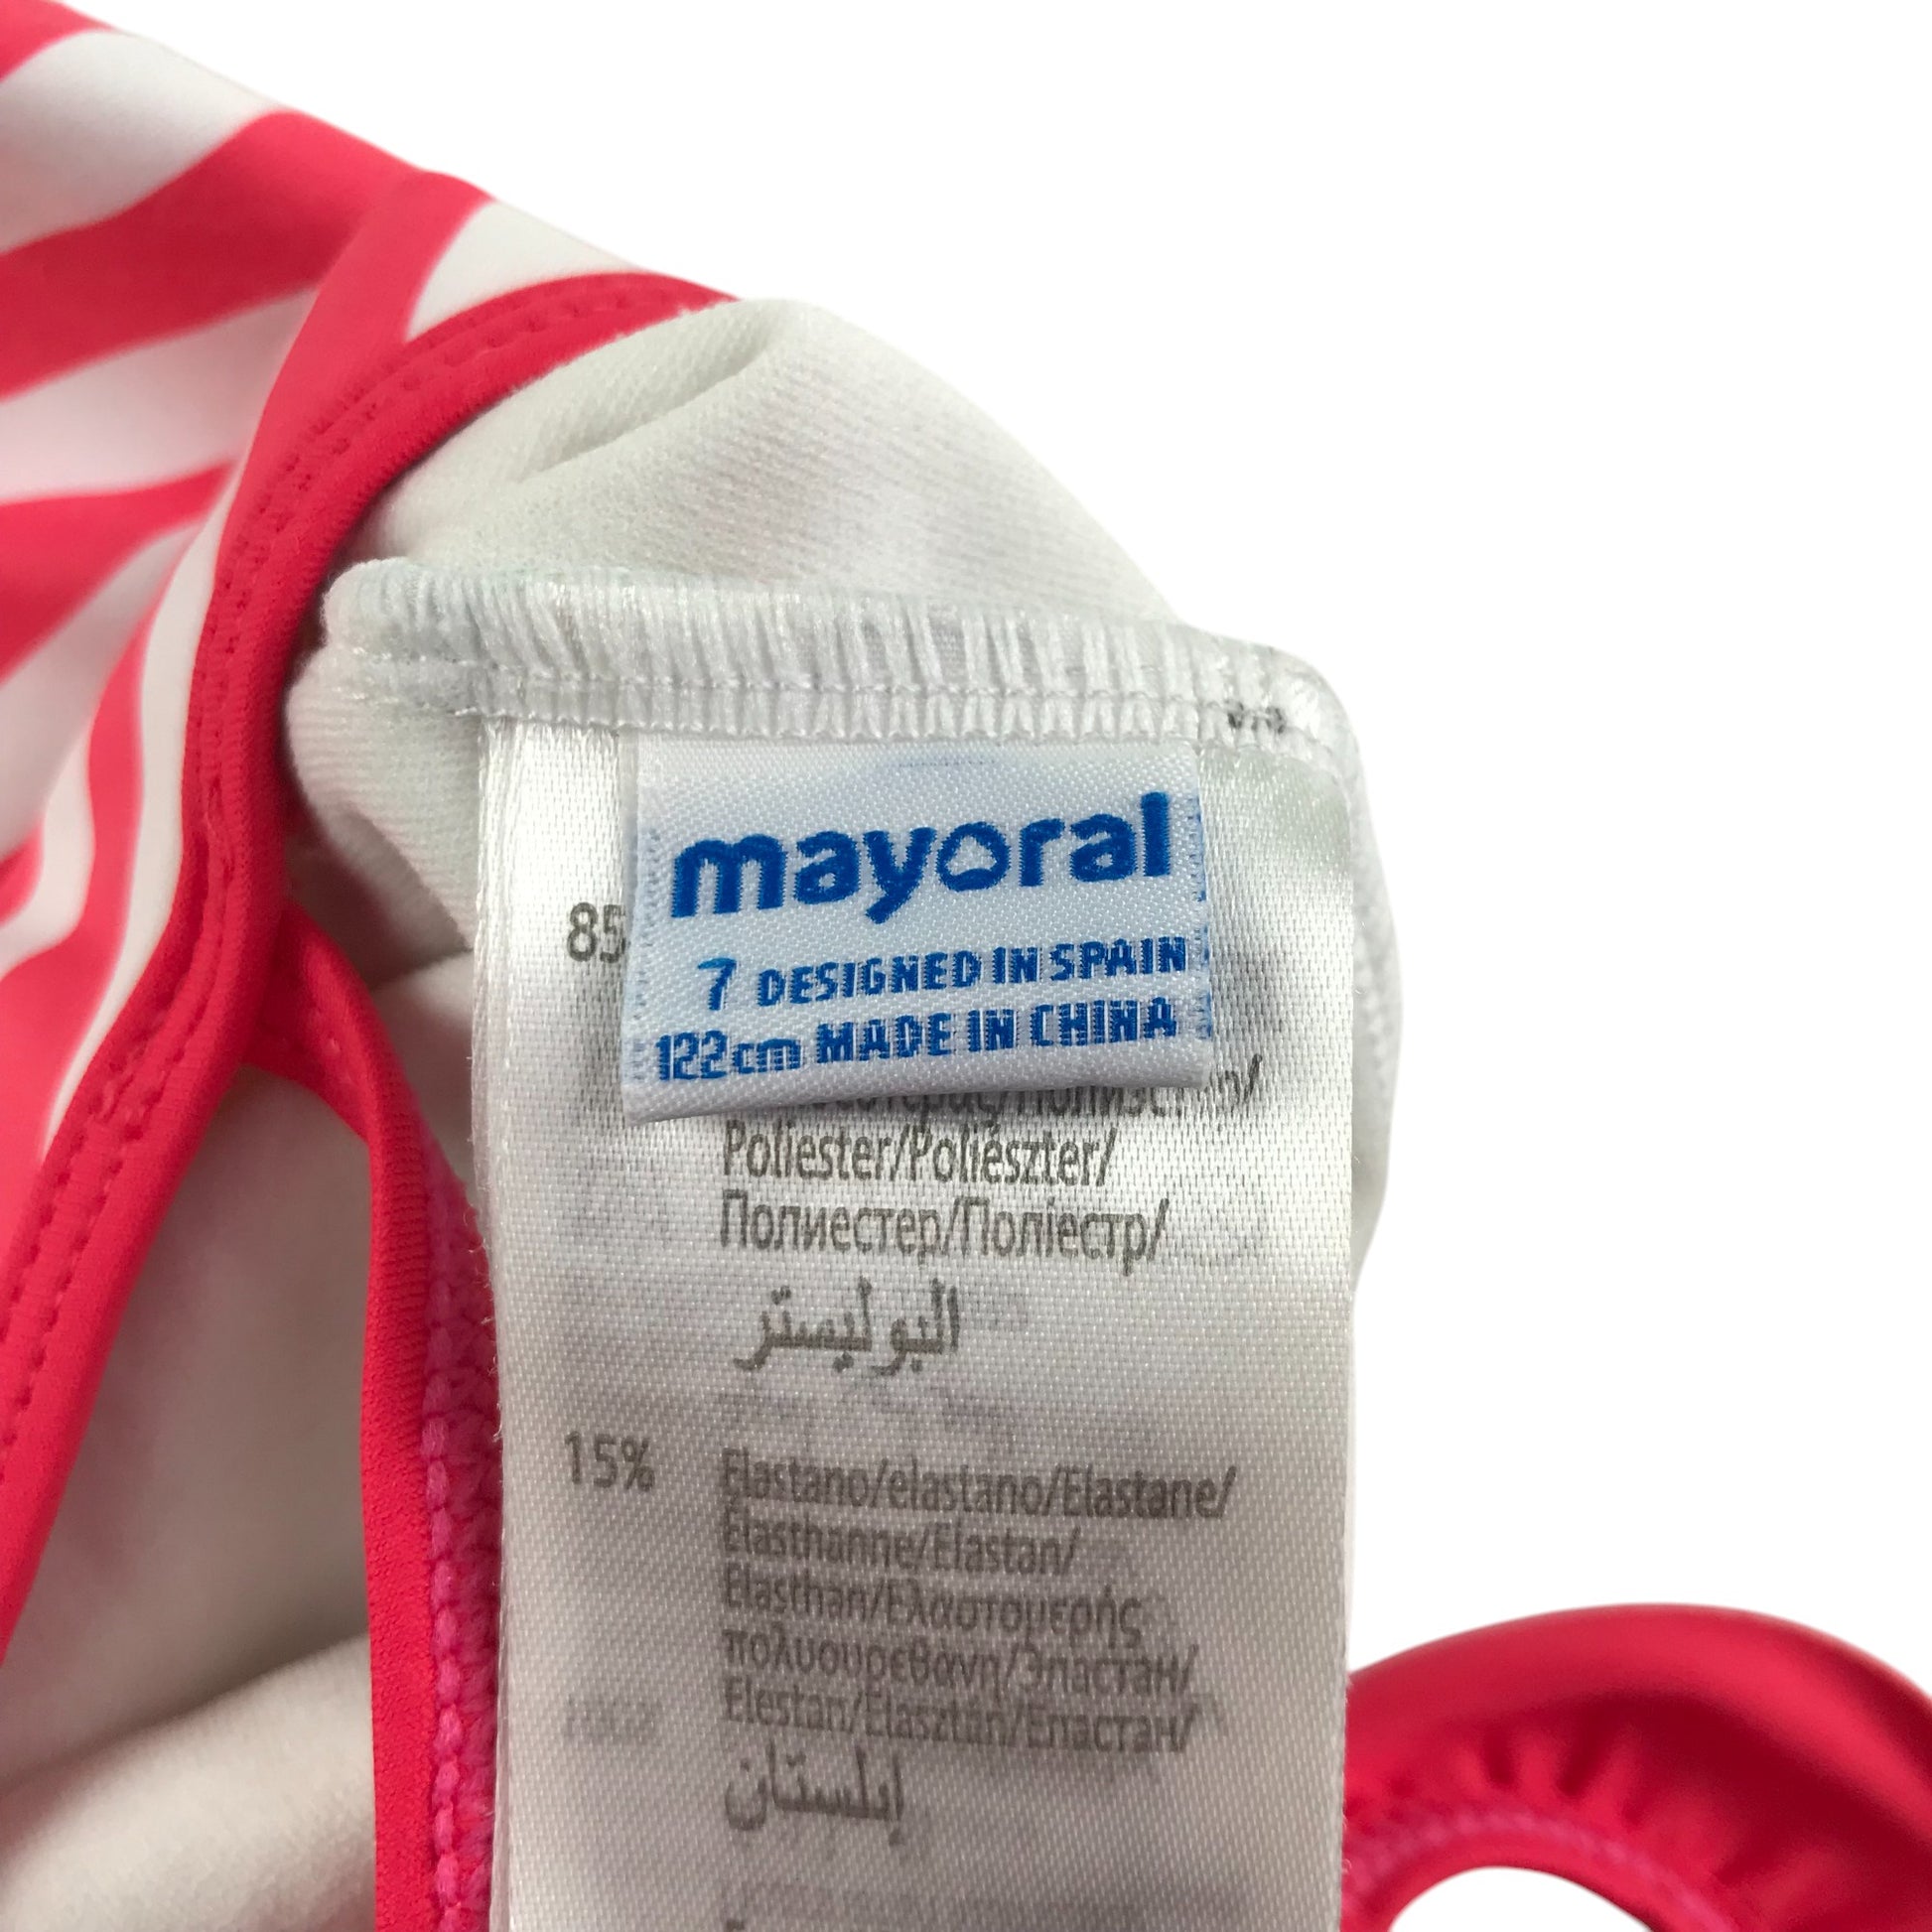 mayoral
7 DESIGNED IN SPAIN
122cm MADE IN CHINA
85
Poliester/Poliészter/
Полиестер/Поліестр/
البوليستر
15% Elastano/elastano/Elastane/
Elasthanne/Elastan/
Elasthan/Ελαστομερής
πολυουρεθανη/Эластан/
Elestan/Elasztán/Еластан/
إيلستان